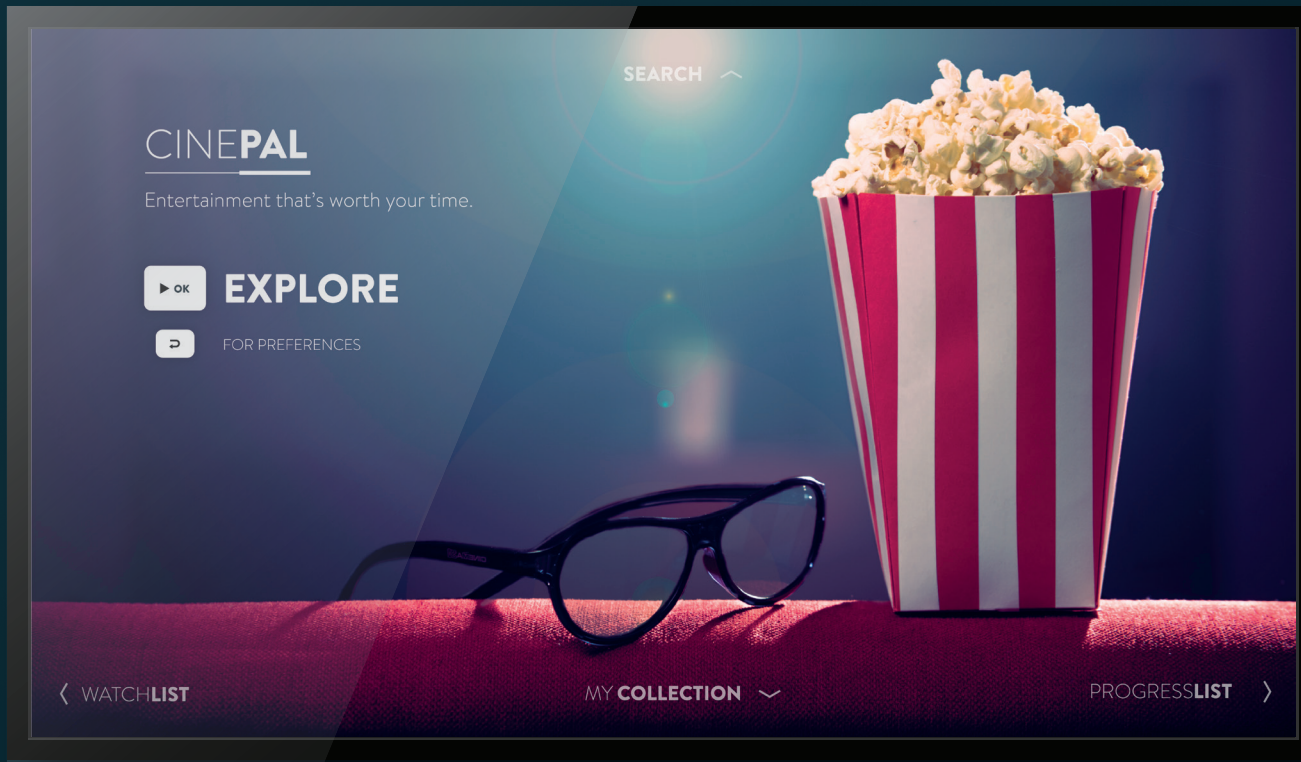 SEARCH
CINEPAL
Entertainment that's worth your time.
OK EXPLORE
FOR PREFERENCES
WATCHLIST
MY COLLECTION
PROGRESSLIST